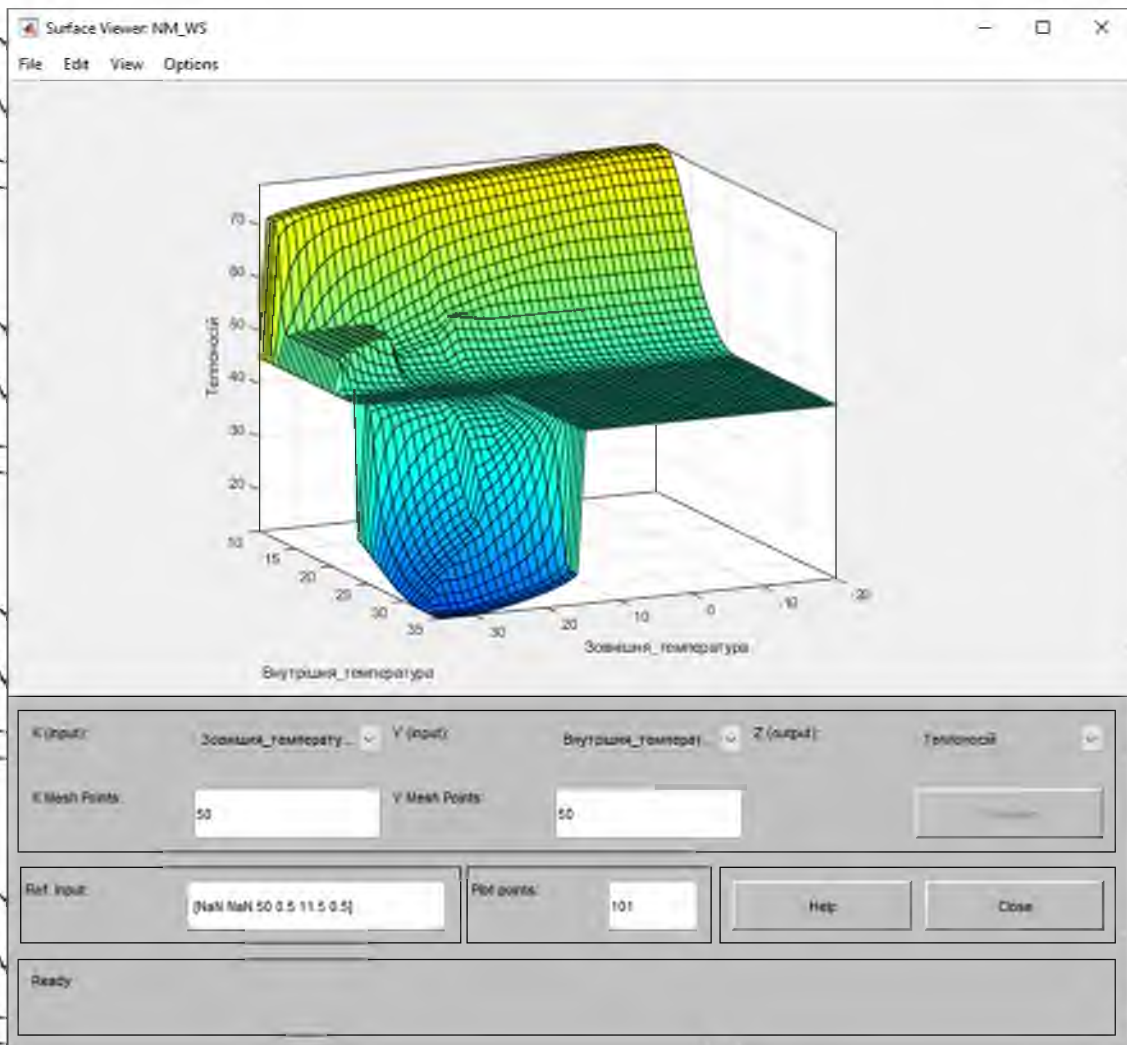 Surface Viewer: NM_WS
File Edit View Options
70
60
50
40
30
20
Теплоносій
10
15
20
25
30
35
30
20
10
0
-10
-20
Зовнішня_температура
Внутрішня_температура
X (input): Зовнішня_температу... Y (input): Внутрішня_температ... Z (output): Теплоносій
X Mesh Points: 50 Y Mesh Points: 50
Ref. Input: [NaN NaN 50 0.5 11.5 0.5] Plot points: 101 Help Close
Ready